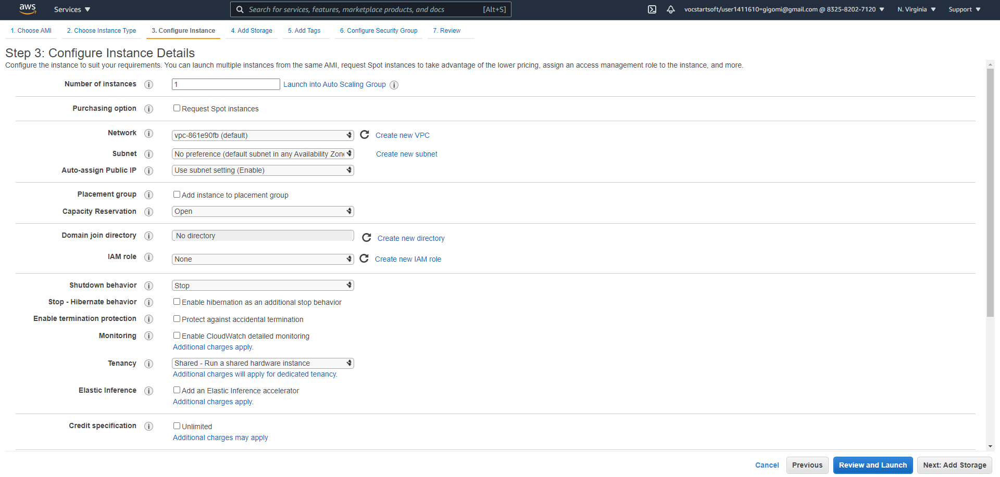 aws Services Search for services, features, marketplace products, and docs [Alt+S] vocstartsoft/user1411610=gigomi@gmail.com @ 8325-8202-7120 N. Virginia Support
1. Choose AMI 2. Choose Instance Type 3. Configure Instance 4. Add Storage 5. Add Tags 6. Configure Security Group 7. Review
Step 3: Configure Instance Details
Configure the instance to suit your requirements. You can launch multiple instances from the same AMI, request Spot instances to take advantage of the lower pricing, assign an access management role to the instance, and more.
Number of instances i 1 Launch into Auto Scaling Group i
Purchasing option i Request Spot instances
Network i vpc-861e90fb (default) Create new VPC
Subnet i No preference (default subnet in any Availability Zone Create new subnet
Auto-assign Public IP i Use subnet setting (Enable)
Placement group i Add instance to placement group
Capacity Reservation i Open
Domain join directory i No directory Create new directory
IAM role i None Create new IAM role
Shutdown behavior i Stop
Stop - Hibernate behavior i Enable hibernation as an additional stop behavior
Enable termination protection i Protect against accidental termination
Monitoring i Enable CloudWatch detailed monitoring
Additional charges apply.
Tenancy i Shared - Run a shared hardware instance
Additional charges will apply for dedicated tenancy.
Elastic Inference i Add an Elastic Inference accelerator
Additional charges apply.
Credit specification i Unlimited
Additional charges may apply
Cancel Previous Review and Launch Next: Add Storage